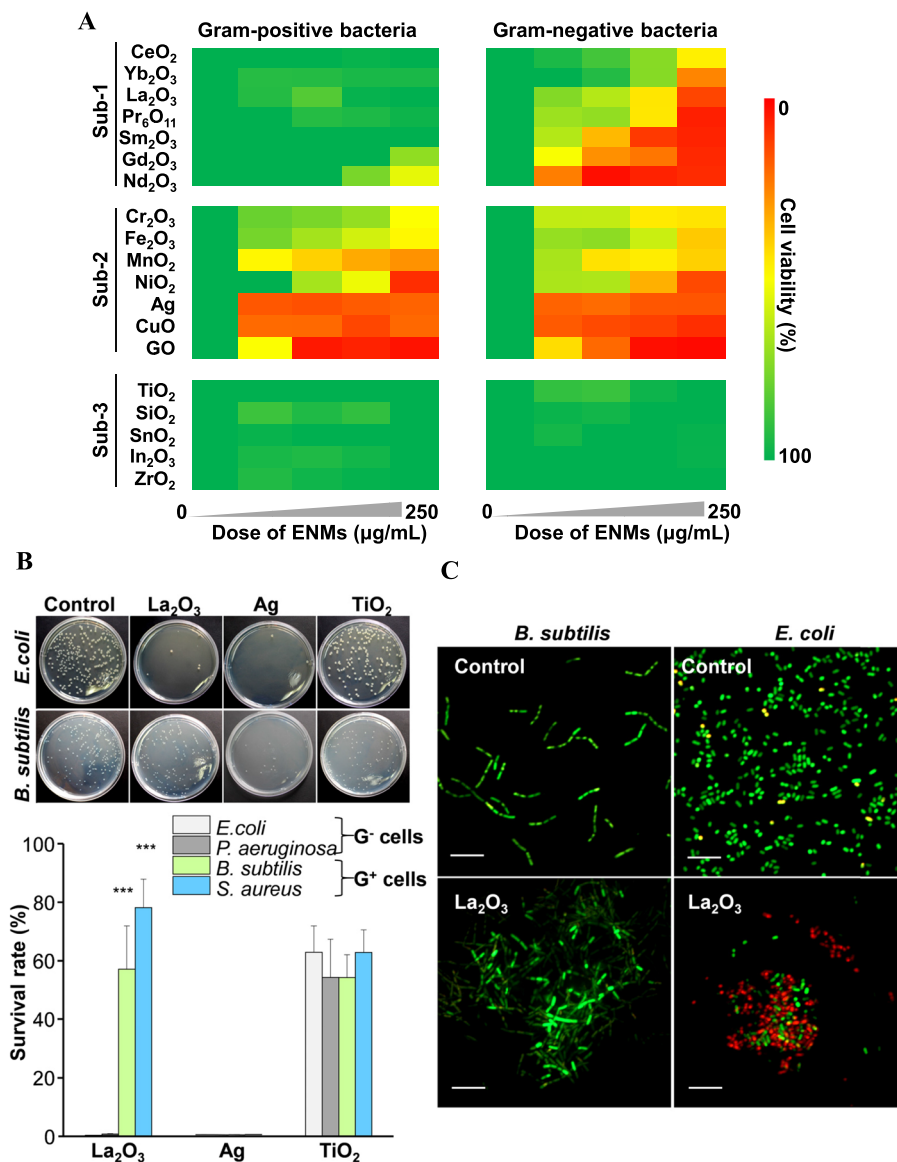 A
Gram-positive bacteria
Gram-negative bacteria
Sub-1
CeO₂
Yb₂O₃
La₂O₃
Pr₆O₁₁
Sm₂O₃
Gd₂O₃
Nd₂O₃
Sub-2
Cr₂O₃
Fe₂O₃
MnO₂
NiO₂
Ag
CuO
GO
Sub-3
TiO₂
SiO₂
SnO₂
In₂O₃
ZrO₂
0
250
Dose of ENMs (µg/mL)
0
250
Dose of ENMs (µg/mL)
0
Cell viability (%)
100
B
Control
La₂O₃
Ag
TiO₂
E.coli
B. subtilis
E.coli
P. aeruginosa
G⁻ cells
B. subtilis
S. aureus
G⁺ cells
Survival rate (%)
100
80
60
40
20
0
***
***
La₂O₃
Ag
TiO₂
C
B. subtilis
E. coli
Control
Control
La₂O₃
La₂O₃